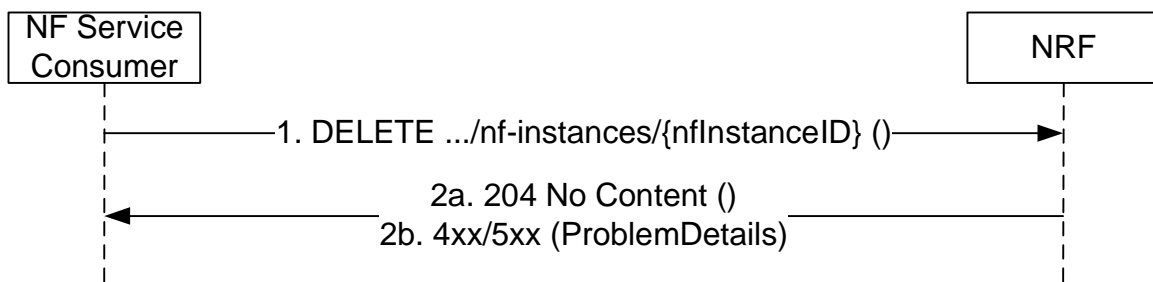 NF Service
Consumer
NRF
1. DELETE .../nf-instances/{nfInstanceID} ()
2a. 204 No Content ()
2b. 4xx/5xx (ProblemDetails)